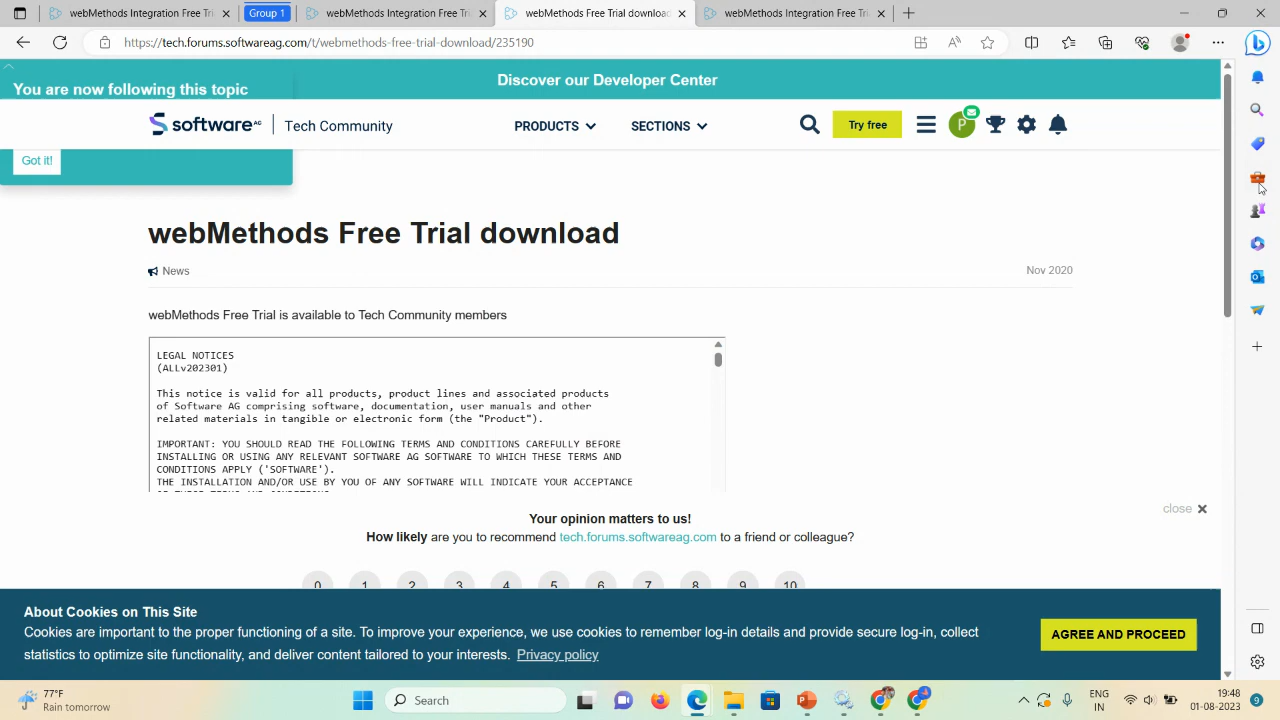 webMethods Integration Free Tri
Group 1
webMethods Integration Free Tri
webMethods Free Trial download
webMethods Integration Free Tri
https://tech.forums.softwareag.com/t/webmethods-free-trial-download/235190
You are now following this topic
Discover our Developer Center
software AG
Tech Community
PRODUCTS
SECTIONS
Try free
P
Got it!
webMethods Free Trial download
News
Nov 2020
webMethods Free Trial is available to Tech Community members
LEGAL NOTICES
(ALLv202301)
This notice is valid for all products, product lines and associated products
of Software AG comprising software, documentation, user manuals and other
related materials in tangible or electronic form (the "Product").
IMPORTANT: YOU SHOULD READ THE FOLLOWING TERMS AND CONDITIONS CAREFULLY BEFORE
INSTALLING OR USING ANY RELEVANT SOFTWARE AG SOFTWARE TO WHICH THESE TERMS AND
CONDITIONS APPLY ('SOFTWARE').
THE INSTALLATION AND/OR USE BY YOU OF ANY SOFTWARE WILL INDICATE YOUR ACCEPTANCE
close
Your opinion matters to us!
How likely are you to recommend tech.forums.softwareag.com to a friend or colleague?
0 1 2 3 4 5 6 7 8 9 10
About Cookies on This Site
Cookies are important to the proper functioning of a site. To improve your experience, we use cookies to remember log-in details and provide secure log-in, collect
statistics to optimize site functionality, and deliver content tailored to your interests. Privacy policy
AGREE AND PROCEED
77°F
Rain tomorrow
Search
ENG
IN
19:48
01-08-2023
9